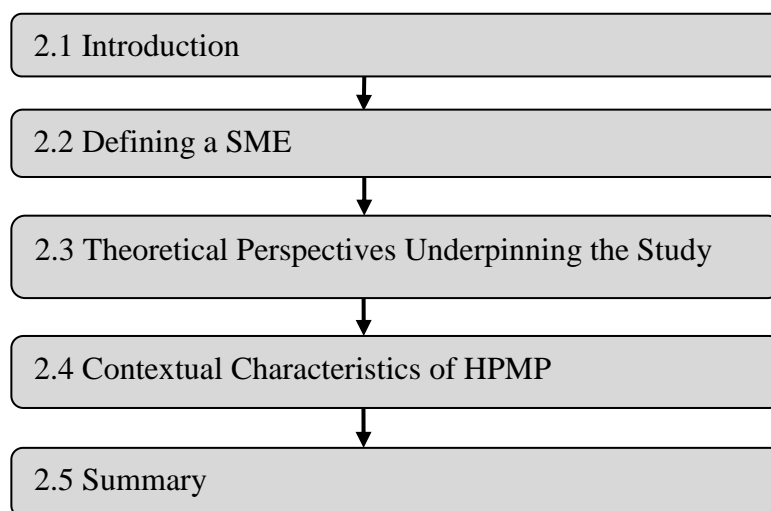 2.1 Introduction
2.2 Defining a SME
2.3 Theoretical Perspectives Underpinning the Study
2.4 Contextual Characteristics of HPMP
2.5 Summary